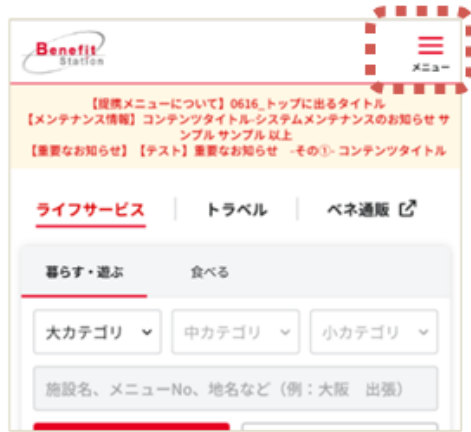 Benefit
Station
メニュー
【提携メニューについて】0616_トップに出るタイトル
【メンテナンス情報】コンテンツタイトル-システムメンテナンスのお知らせ サ
ンプル サンプル 以上
【重要なお知らせ】【テスト】重要なお知らせ -その①- コンテンツタイトル
ライフサービス トラベル ベネ通販
暮らす・遊ぶ 食べる
大カテゴリ 中カテゴリ 小カテゴリ
施設名、メニューNo、地名など（例：大阪 出張）